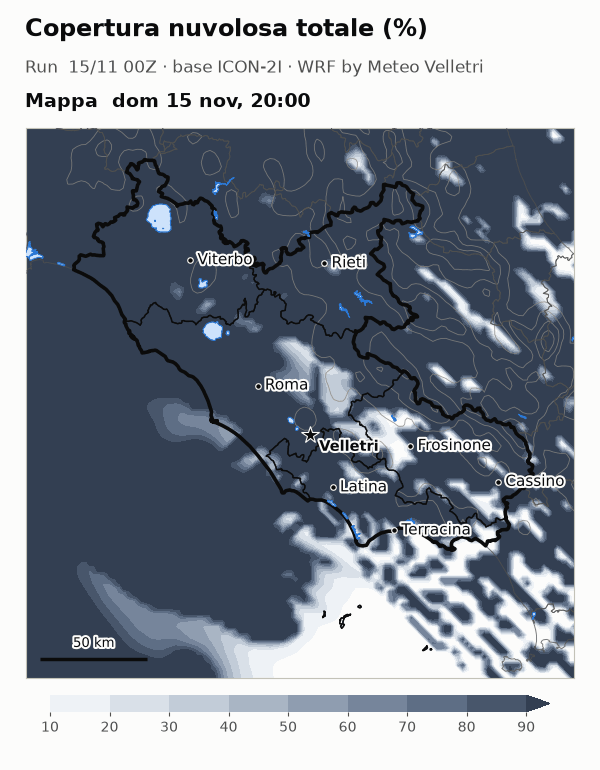 Copertura nuvolosa totale (%)
Run  15/11 00Z · base ICON-2I · WRF by Meteo Velletri
Mappa  dom 15 nov, 20:00
Viterbo
Rieti
Roma
Velletri
Frosinone
Latina
Cassino
Terracina
50 km
10 20 30 40 50 60 70 80 90